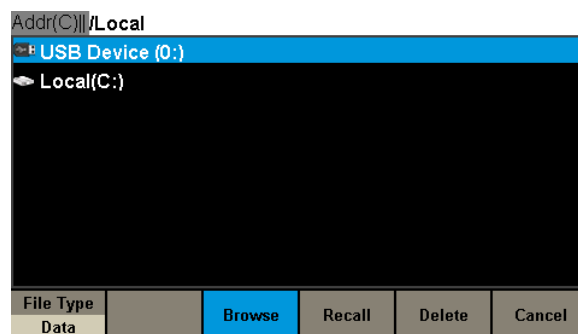 Addr(C)|| /Local
USB Device (0:)
Local(C:)
File Type
Data
Browse
Recall
Delete
Cancel